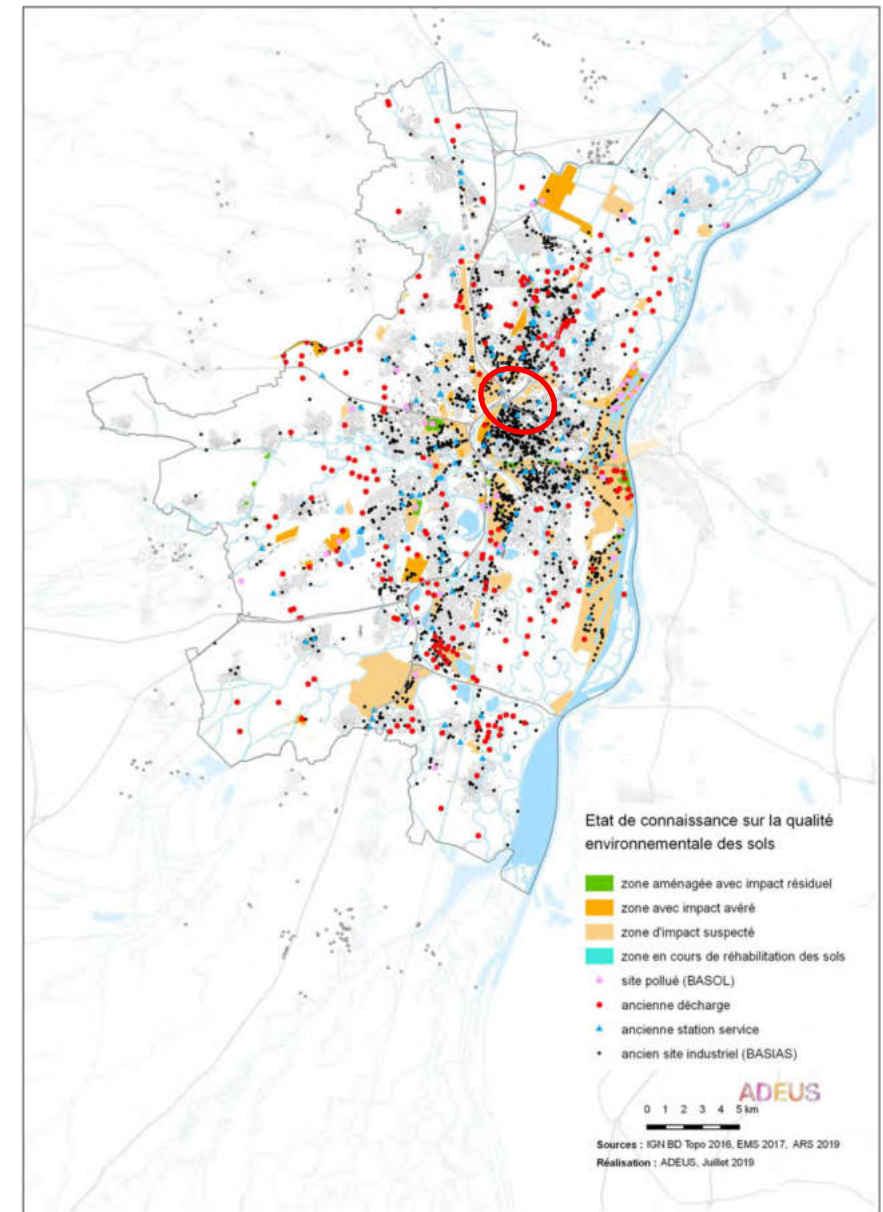 Etat de connaissance sur la qualité
environnementale des sols
zone aménagée avec impact résiduel
zone avec impact avéré
zone d'impact suspecté
zone en cours de réhabilitation des sols
site pollué (BASOL)
ancienne décharge
ancienne station service
ancien site industriel (BASIAS)
ADEUS
0 1 2 3 4 5 km
Sources : IGN BD Topo 2016, EMS 2017, ARS 2019
Réalisation : ADEUS, Juillet 2019